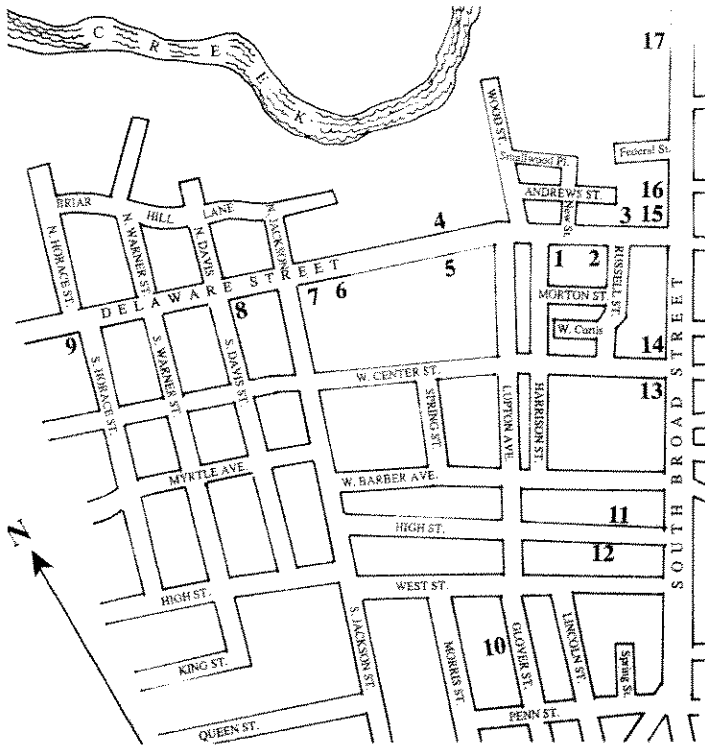 CREEK
17
WOOD ST.
Smallwood Pl.
Federal St.
ANDREWS ST.
16
New St.
3 15
BRIAR HILL LANE
N. HORACE ST.
N. WARNER ST.
N. DAVIS
N. JACKSON
4
DELAWARE STREET
5
1 2
RUSSELL ST.
MORTON ST.
W. Curtis
7 6
8
9
14
13
SOUTH BROAD STREET
S. HORACE ST.
S. WARNER ST.
S. DAVIS ST.
W. CENTER ST.
SPRING ST.
LUPTON AVE.
HARRISON ST.
MYRTLE AVE.
W. BARBER AVE.
11
HIGH ST.
12
N
WEST ST.
HIGH ST.
S. JACKSON ST.
MORRIS ST.
10
GLOVER ST.
LINCOLN ST.
Spring St.
KING ST.
QUEEN ST.
PENN ST.